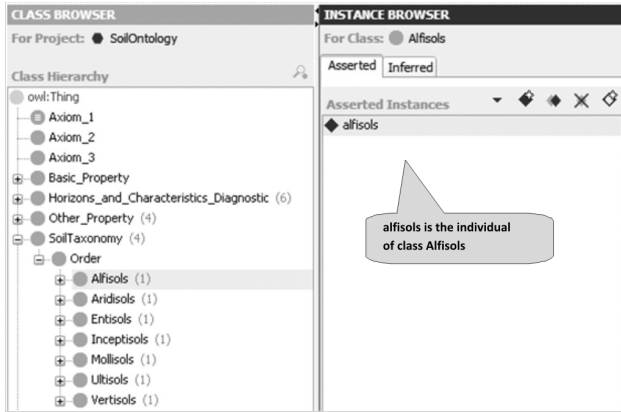 CLASS BROWSER
For Project: SoilOntology
Class Hierarchy
owl:Thing
Axiom_1
Axiom_2
Axiom_3
Basic_Property
Horizons_and_Characteristics_Diagnostic (6)
Other_Property (4)
SoilTaxonomy (4)
Order
Alfisols (1)
Aridisols (1)
Entisols (1)
Inceptisols (1)
Mollisols (1)
Ultisols (1)
Vertisols (1)
INSTANCE BROWSER
For Class: Alfisols
Asserted Inferred
Asserted Instances
alfisols
alfisols is the individual
of class Alfisols